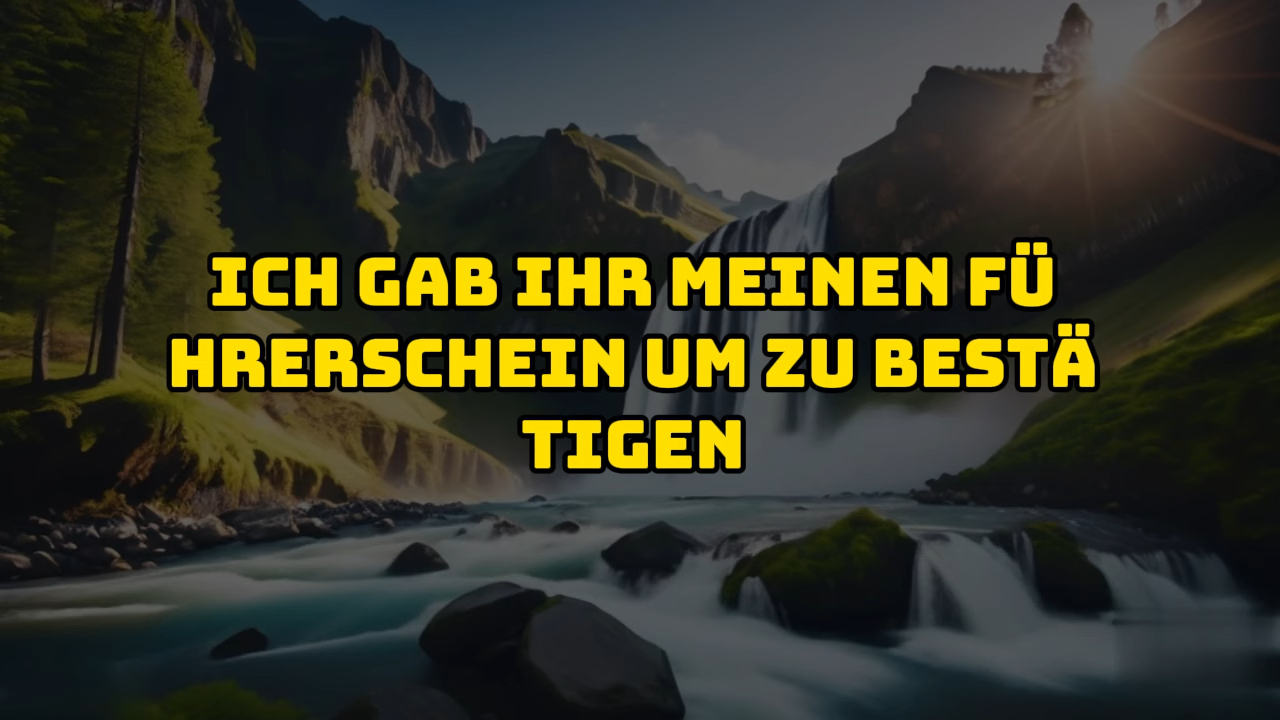 ICH GAB IHR MEINEN FÜ
HRERSCHEIN UM ZU BESTÄ
TIGEN